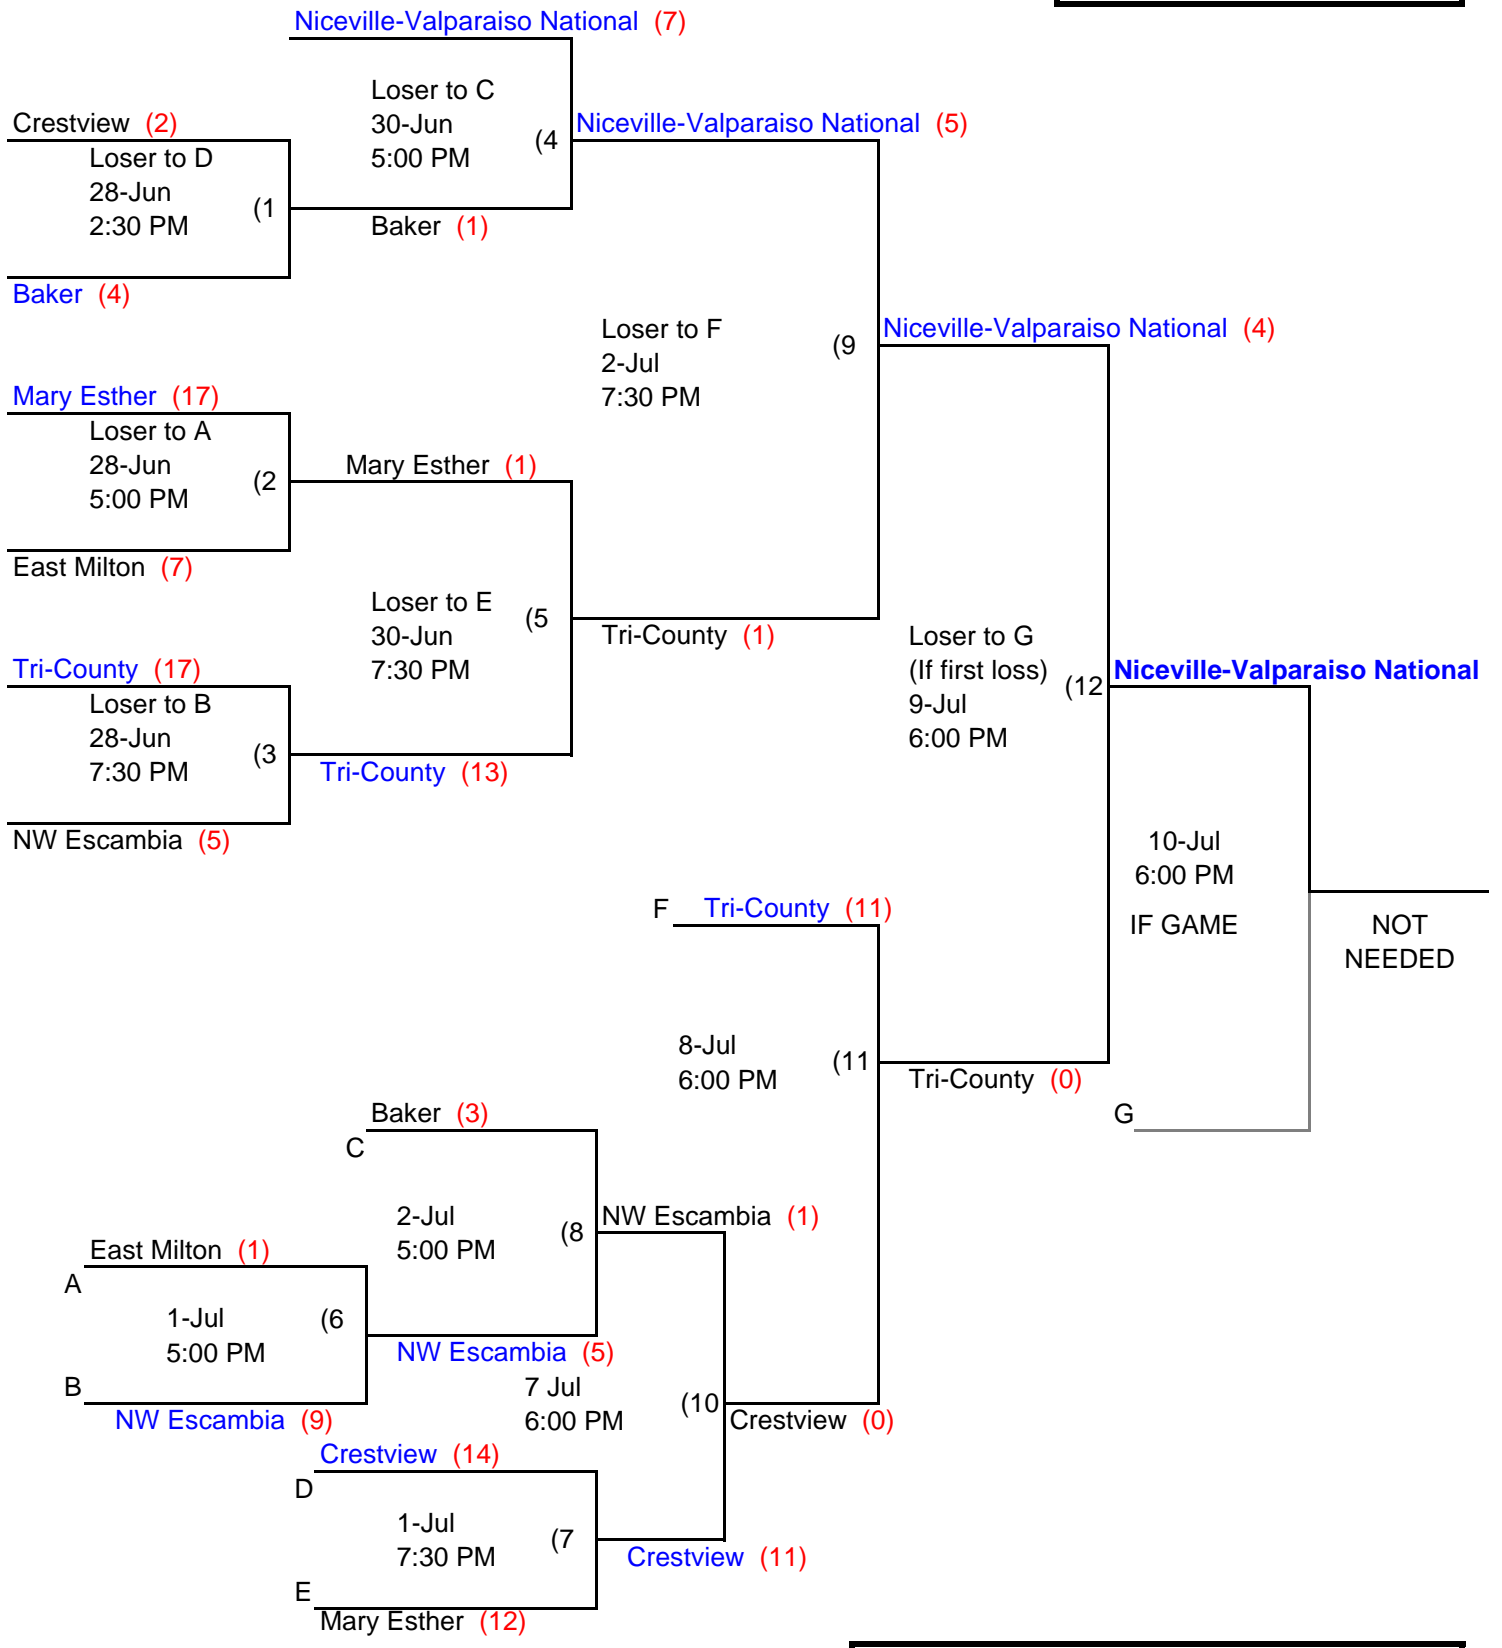 Niceville-Valparaiso National (7)
Loser to C
30-Jun
5:00 PM
(4
Niceville-Valparaiso National (5)
Crestview (2)
Loser to D
28-Jun
2:30 PM
(1
Baker (1)
Baker (4)
Loser to F
2-Jul
7:30 PM
(9
Niceville-Valparaiso National (4)
Mary Esther (17)
Loser to A
28-Jun
5:00 PM
(2
Mary Esther (1)
East Milton (7)
Loser to E
30-Jun
7:30 PM
(5
Tri-County (1)
Tri-County (17)
Loser to B
28-Jun
7:30 PM
(3
Tri-County (13)
NW Escambia (5)
Loser to G
(If first loss)
9-Jul
6:00 PM
(12
Niceville-Valparaiso National
10-Jul
6:00 PM
IF GAME
NOT
NEEDED
F
Tri-County (11)
8-Jul
6:00 PM
(11
Tri-County (0)
G
Baker (3)
C
2-Jul
5:00 PM
(8
NW Escambia (1)
East Milton (1)
A
1-Jul
5:00 PM
(6
NW Escambia (5)
B
NW Escambia (9)
7 Jul
6:00 PM
(10
Crestview (0)
Crestview (14)
D
1-Jul
7:30 PM
(7
Crestview (11)
E
Mary Esther (12)